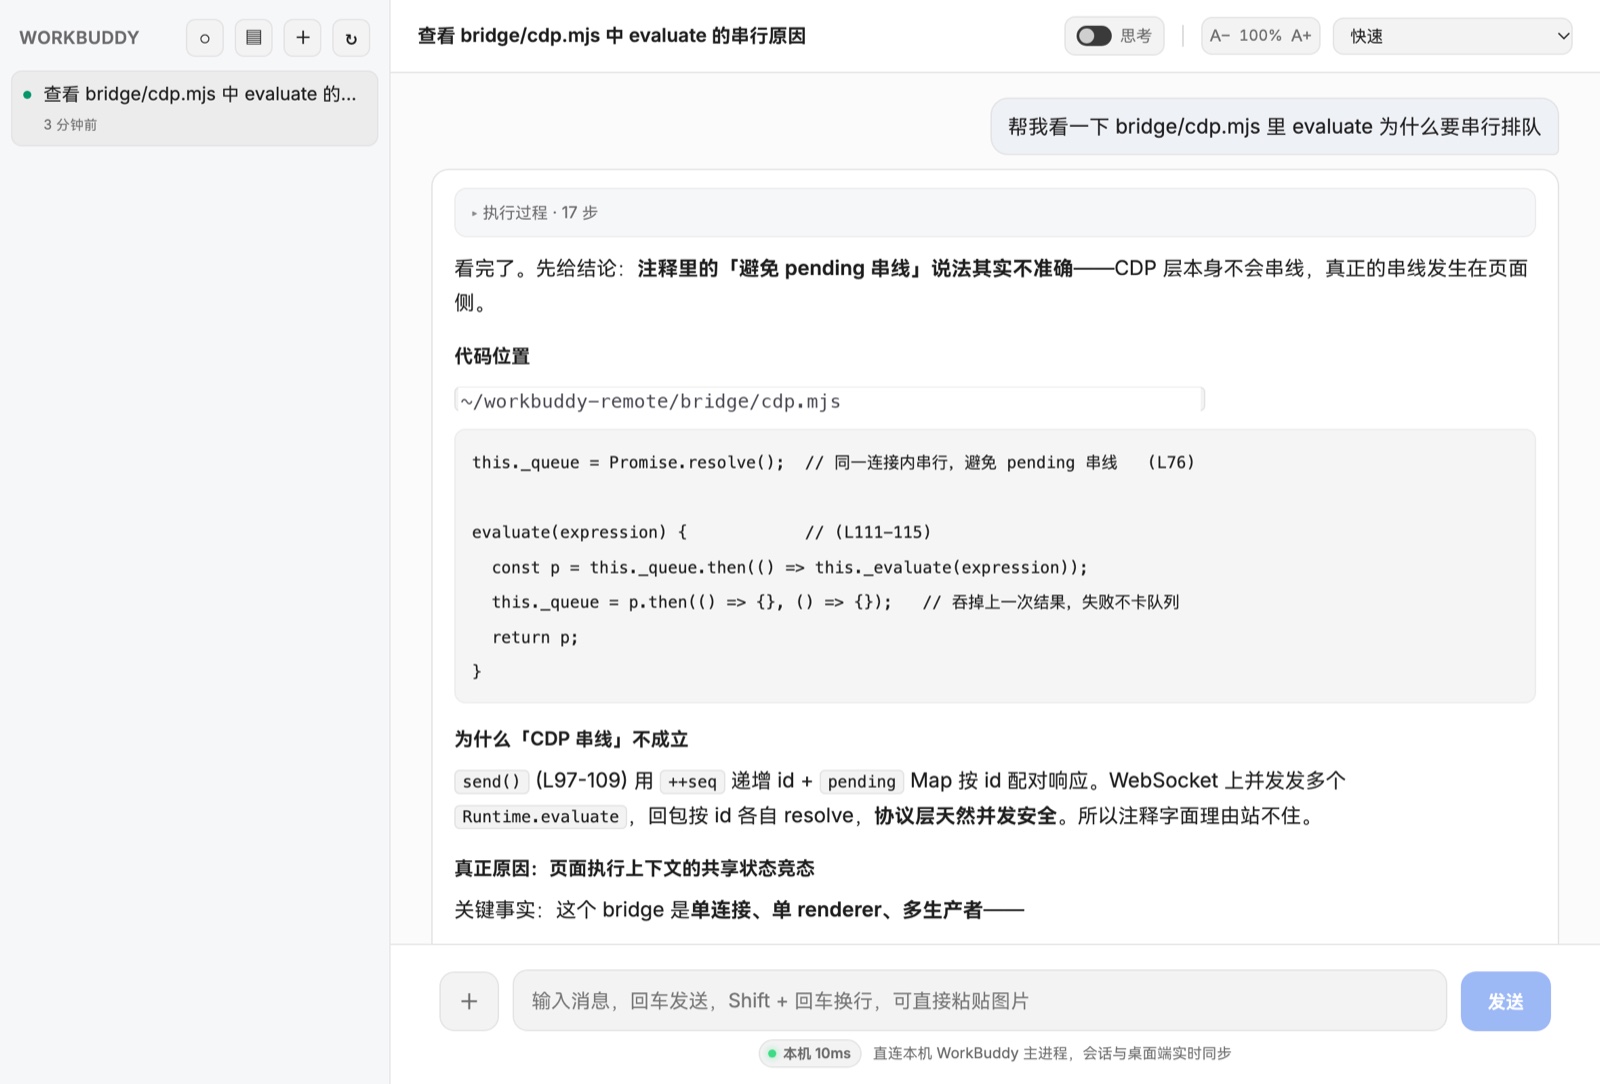 WORKBUDDY
查看 bridge/cdp.mjs 中 evaluate 的...
3 分钟前
查看 bridge/cdp.mjs 中 evaluate 的串行原因
思考
A− 100% A+
快速
帮我看一下 bridge/cdp.mjs 里 evaluate 为什么要串行排队
▸ 执行过程 · 17 步
看完了。先给结论：注释里的「避免 pending 串线」说法其实不准确——CDP 层本身不会串线，真正的串线发生在页面
侧。
代码位置
~/workbuddy-remote/bridge/cdp.mjs
this._queue = Promise.resolve();  // 同一连接内串行，避免 pending 串线   (L76)
evaluate(expression) {            // (L111-115)
  const p = this._queue.then(() => this._evaluate(expression));
  this._queue = p.then(() => {}, () => {});   // 吞掉上一次结果，失败不卡队列
  return p;
}
为什么「CDP 串线」不成立
send() (L97-109) 用 ++seq 递增 id + pending Map 按 id 配对响应。WebSocket 上并发发多个
Runtime.evaluate，回包按 id 各自 resolve，协议层天然并发安全。所以注释字面理由站不住。
真正原因：页面执行上下文的共享状态竞态
关键事实：这个 bridge 是单连接、单 renderer、多生产者——
输入消息，回车发送，Shift + 回车换行，可直接粘贴图片
发送
本机 10ms
直连本机 WorkBuddy 主进程，会话与桌面端实时同步